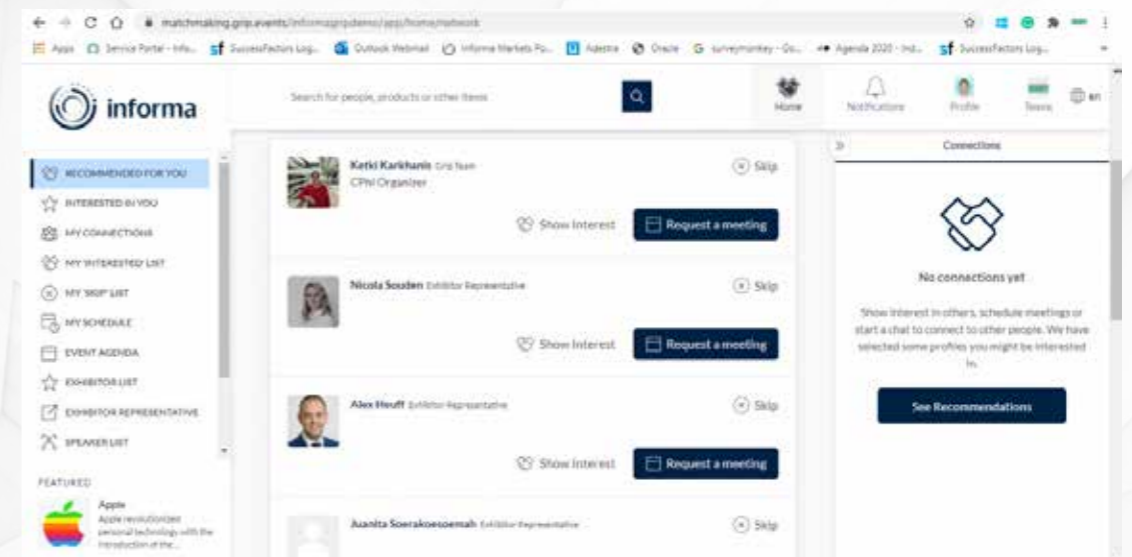 matchmaking.grip.events/informagripdemo/app/home/network
Apps
Service Portal - Info...
SuccessFactors Log...
Outlook Webmail
Informa Markets Po...
Adestra
Oracle
surveymonkey - Go...
Agenda 2020 - Ind...
SuccessFactors Log...
informa
Search for people, products or other items
Home
Notifications
Profile
Teams
en
RECOMMENDED FOR YOU
INTERESTED IN YOU
MY CONNECTIONS
MY 'INTERESTED' LIST
MY 'SKIP' LIST
MY SCHEDULE
EVENT AGENDA
EXHIBITOR LIST
EXHIBITOR REPRESENTATIVE
SPEAKER LIST
FEATURED
Apple
Apple revolutionized
personal technology with the
introduction of the...
Ketki Karkhanis Grip Team
CPhI Organizer
Skip
Show Interest
Request a meeting
Nicola Souden Exhibitor Representative
Skip
Show Interest
Request a meeting
Alex Heuff Exhibitor Representative
Skip
Show Interest
Request a meeting
Juanita Soerakoesoemah Exhibitor Representative
Skip
Connections
No connections yet
Show interest in others, schedule meetings or
start a chat to connect to other people. We have
selected some profiles you might be interested
in.
See Recommendations